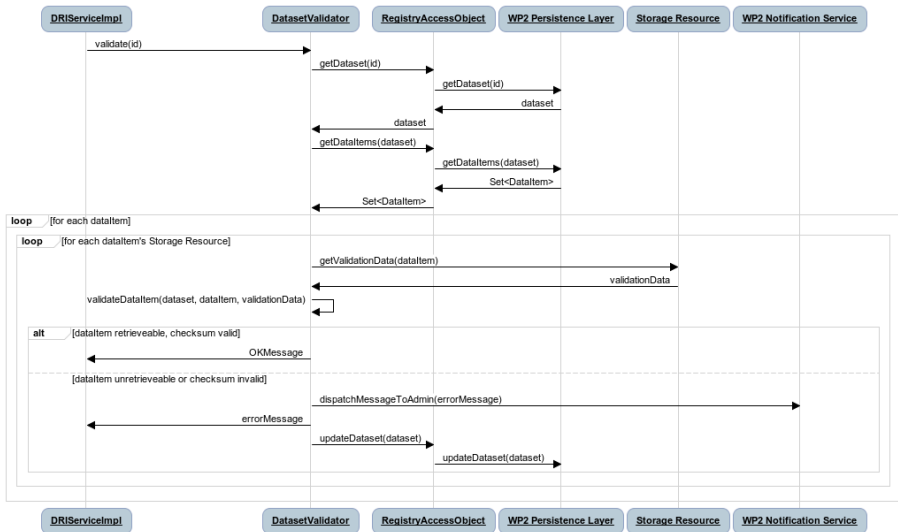 DRIServiceImpl DatasetValidator RegistryAccessObject WP2 Persistence Layer Storage Resource WP2 Notification Service
validate(id)
getDataset(id)
getDataset(id)
dataset
dataset
getDataItems(dataset)
getDataItems(dataset)
Set<DataItem>
Set<DataItem>
loop [for each dataItem]
loop [for each dataItem's Storage Resource]
getValidationData(dataItem)
validationData
validateDataItem(dataset, dataItem, validationData)
alt [dataItem retrieveable, checksum valid]
OKMessage
[dataItem unretrieveable or checksum invalid]
dispatchMessageToAdmin(errorMessage)
errorMessage
updateDataset(dataset)
updateDataset(dataset)
DRIServiceImpl DatasetValidator RegistryAccessObject WP2 Persistence Layer Storage Resource WP2 Notification Service